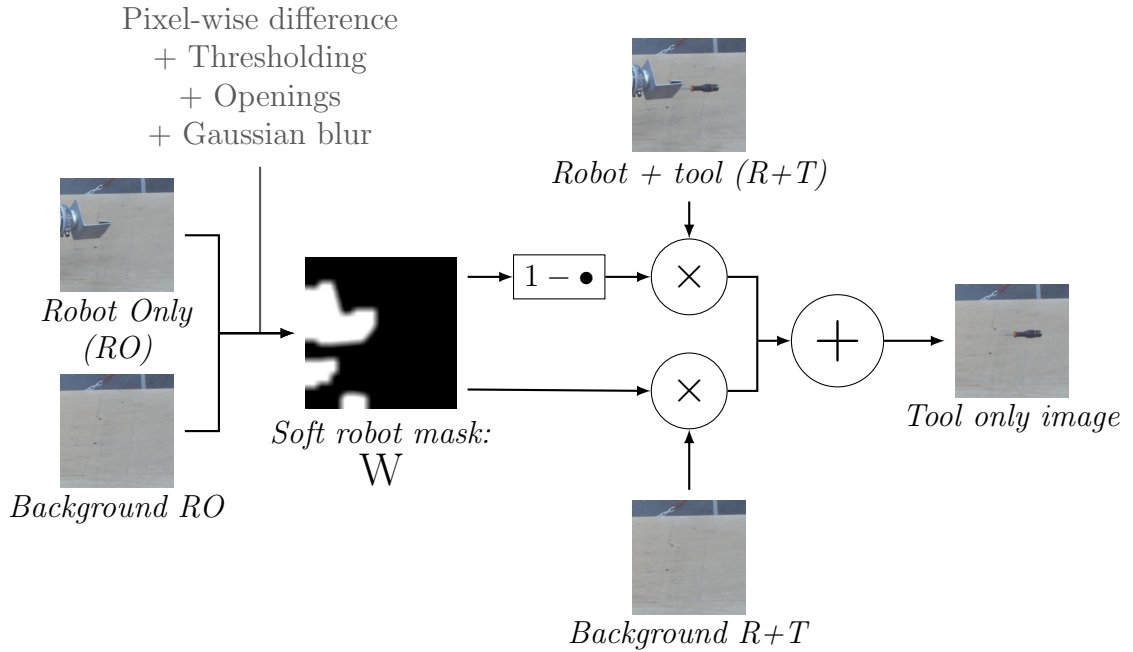 Pixel-wise difference
+ Thresholding
+ Openings
+ Gaussian blur
Robot + tool (R+T)
Robot Only
(RO)
1 − •
×
+
×
Soft robot mask:
W
Tool only image
Background RO
Background R+T